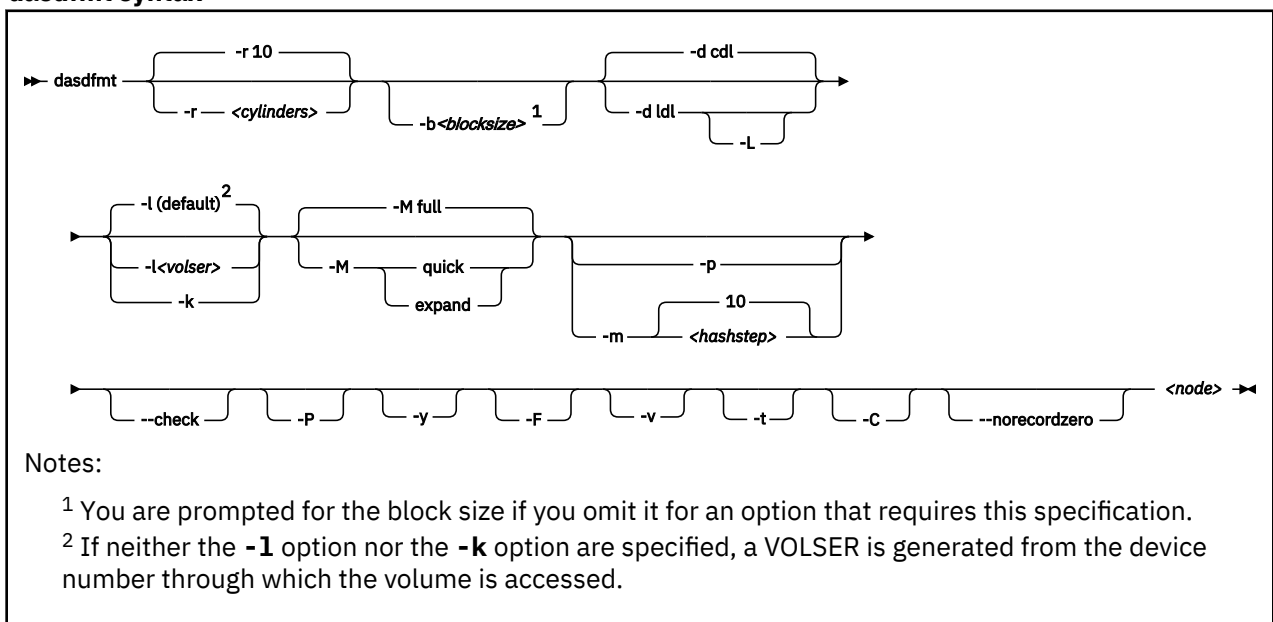 dasdfmt syntax
-r 10 -d cdl
dasdfmt -r <cylinders> -b<blocksize> 1 -d ldl -L
-l (default) 2 -M full
-l<volser> -M quick -p
-k expand 10
-m <hashstep>
--check -P -y -F -v -t -C --norecordzero <node>
Notes:
1 You are prompted for the block size if you omit it for an option that requires this specification.
2 If neither the -l option nor the -k option are specified, a VOLSER is generated from the device
number through which the volume is accessed.